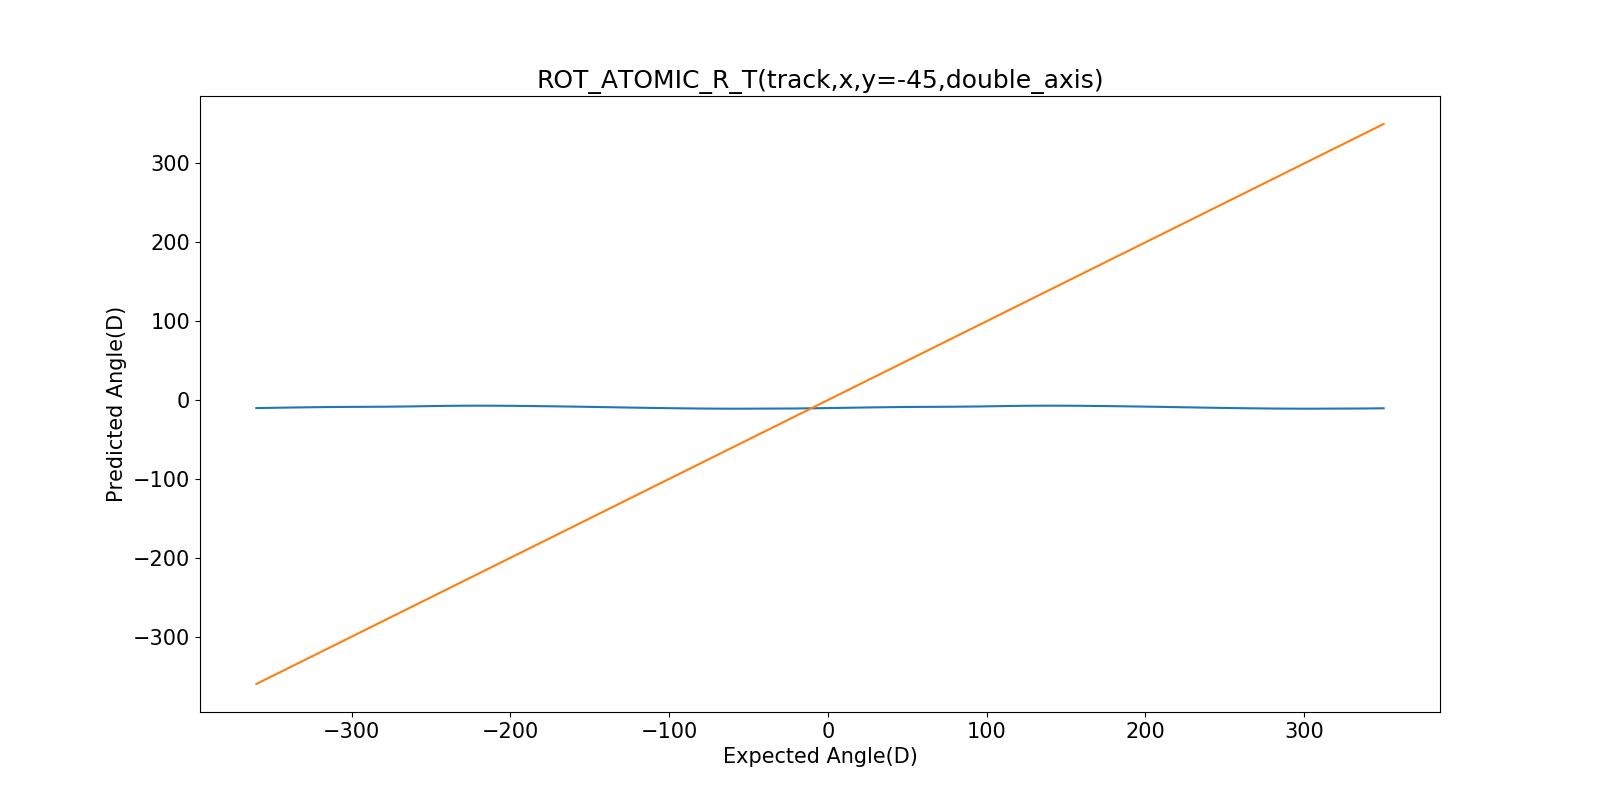 ROT_ATOMIC_R_T(track,x,y=-45,double_axis)
300
200
100
0
−100
−200
−300
Predicted Angle(D)
−300 −200 −100 0 100 200 300
Expected Angle(D)